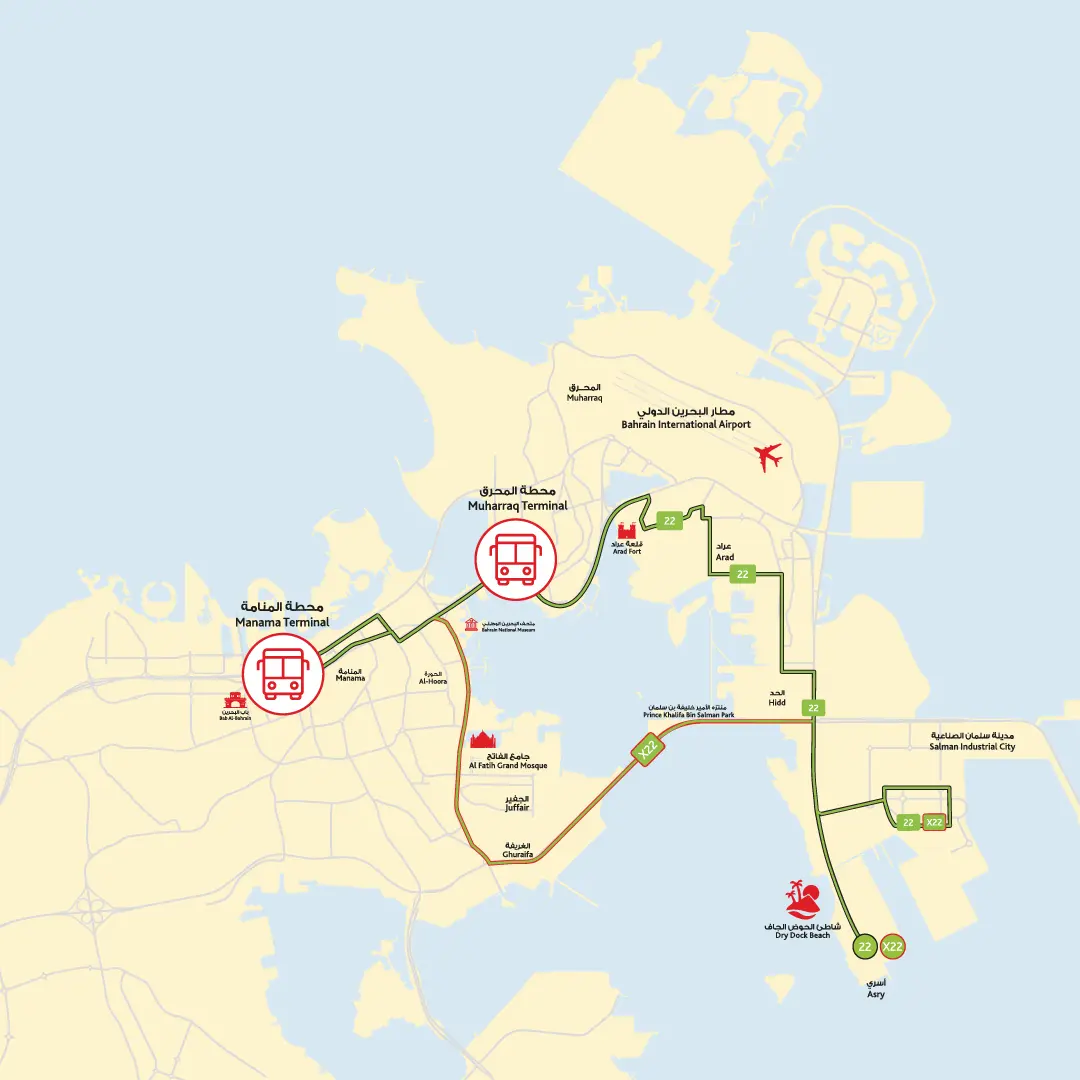 المحـرق
Muharraq
مطار البحرين الدولي
Bahrain International Airport
محطة المحرق
Muharraq Terminal
22
قلعة عراد
Arad Fort
عراد
Arad
22
محطة المنامة
Manama Terminal
متحف البحرين الوطني
Bahrain National Museum
المنامة
Manama
الحورة
Al-Hoora
باب البحرين
Bab Al-Bahrain
الحد
Hidd
22
منتزه الأمير خليفة بن سلمان
Prince Khalifa Bin Salman Park
X22
مدينة سلمان الصناعية
Salman Industrial City
جامع الفاتح
Al Fatih Grand Mosque
الجفير
Juffair
22
X22
الغريفة
Ghuraifa
شاطئ الحوض الجاف
Dry Dock Beach
22
X22
أسري
Asry